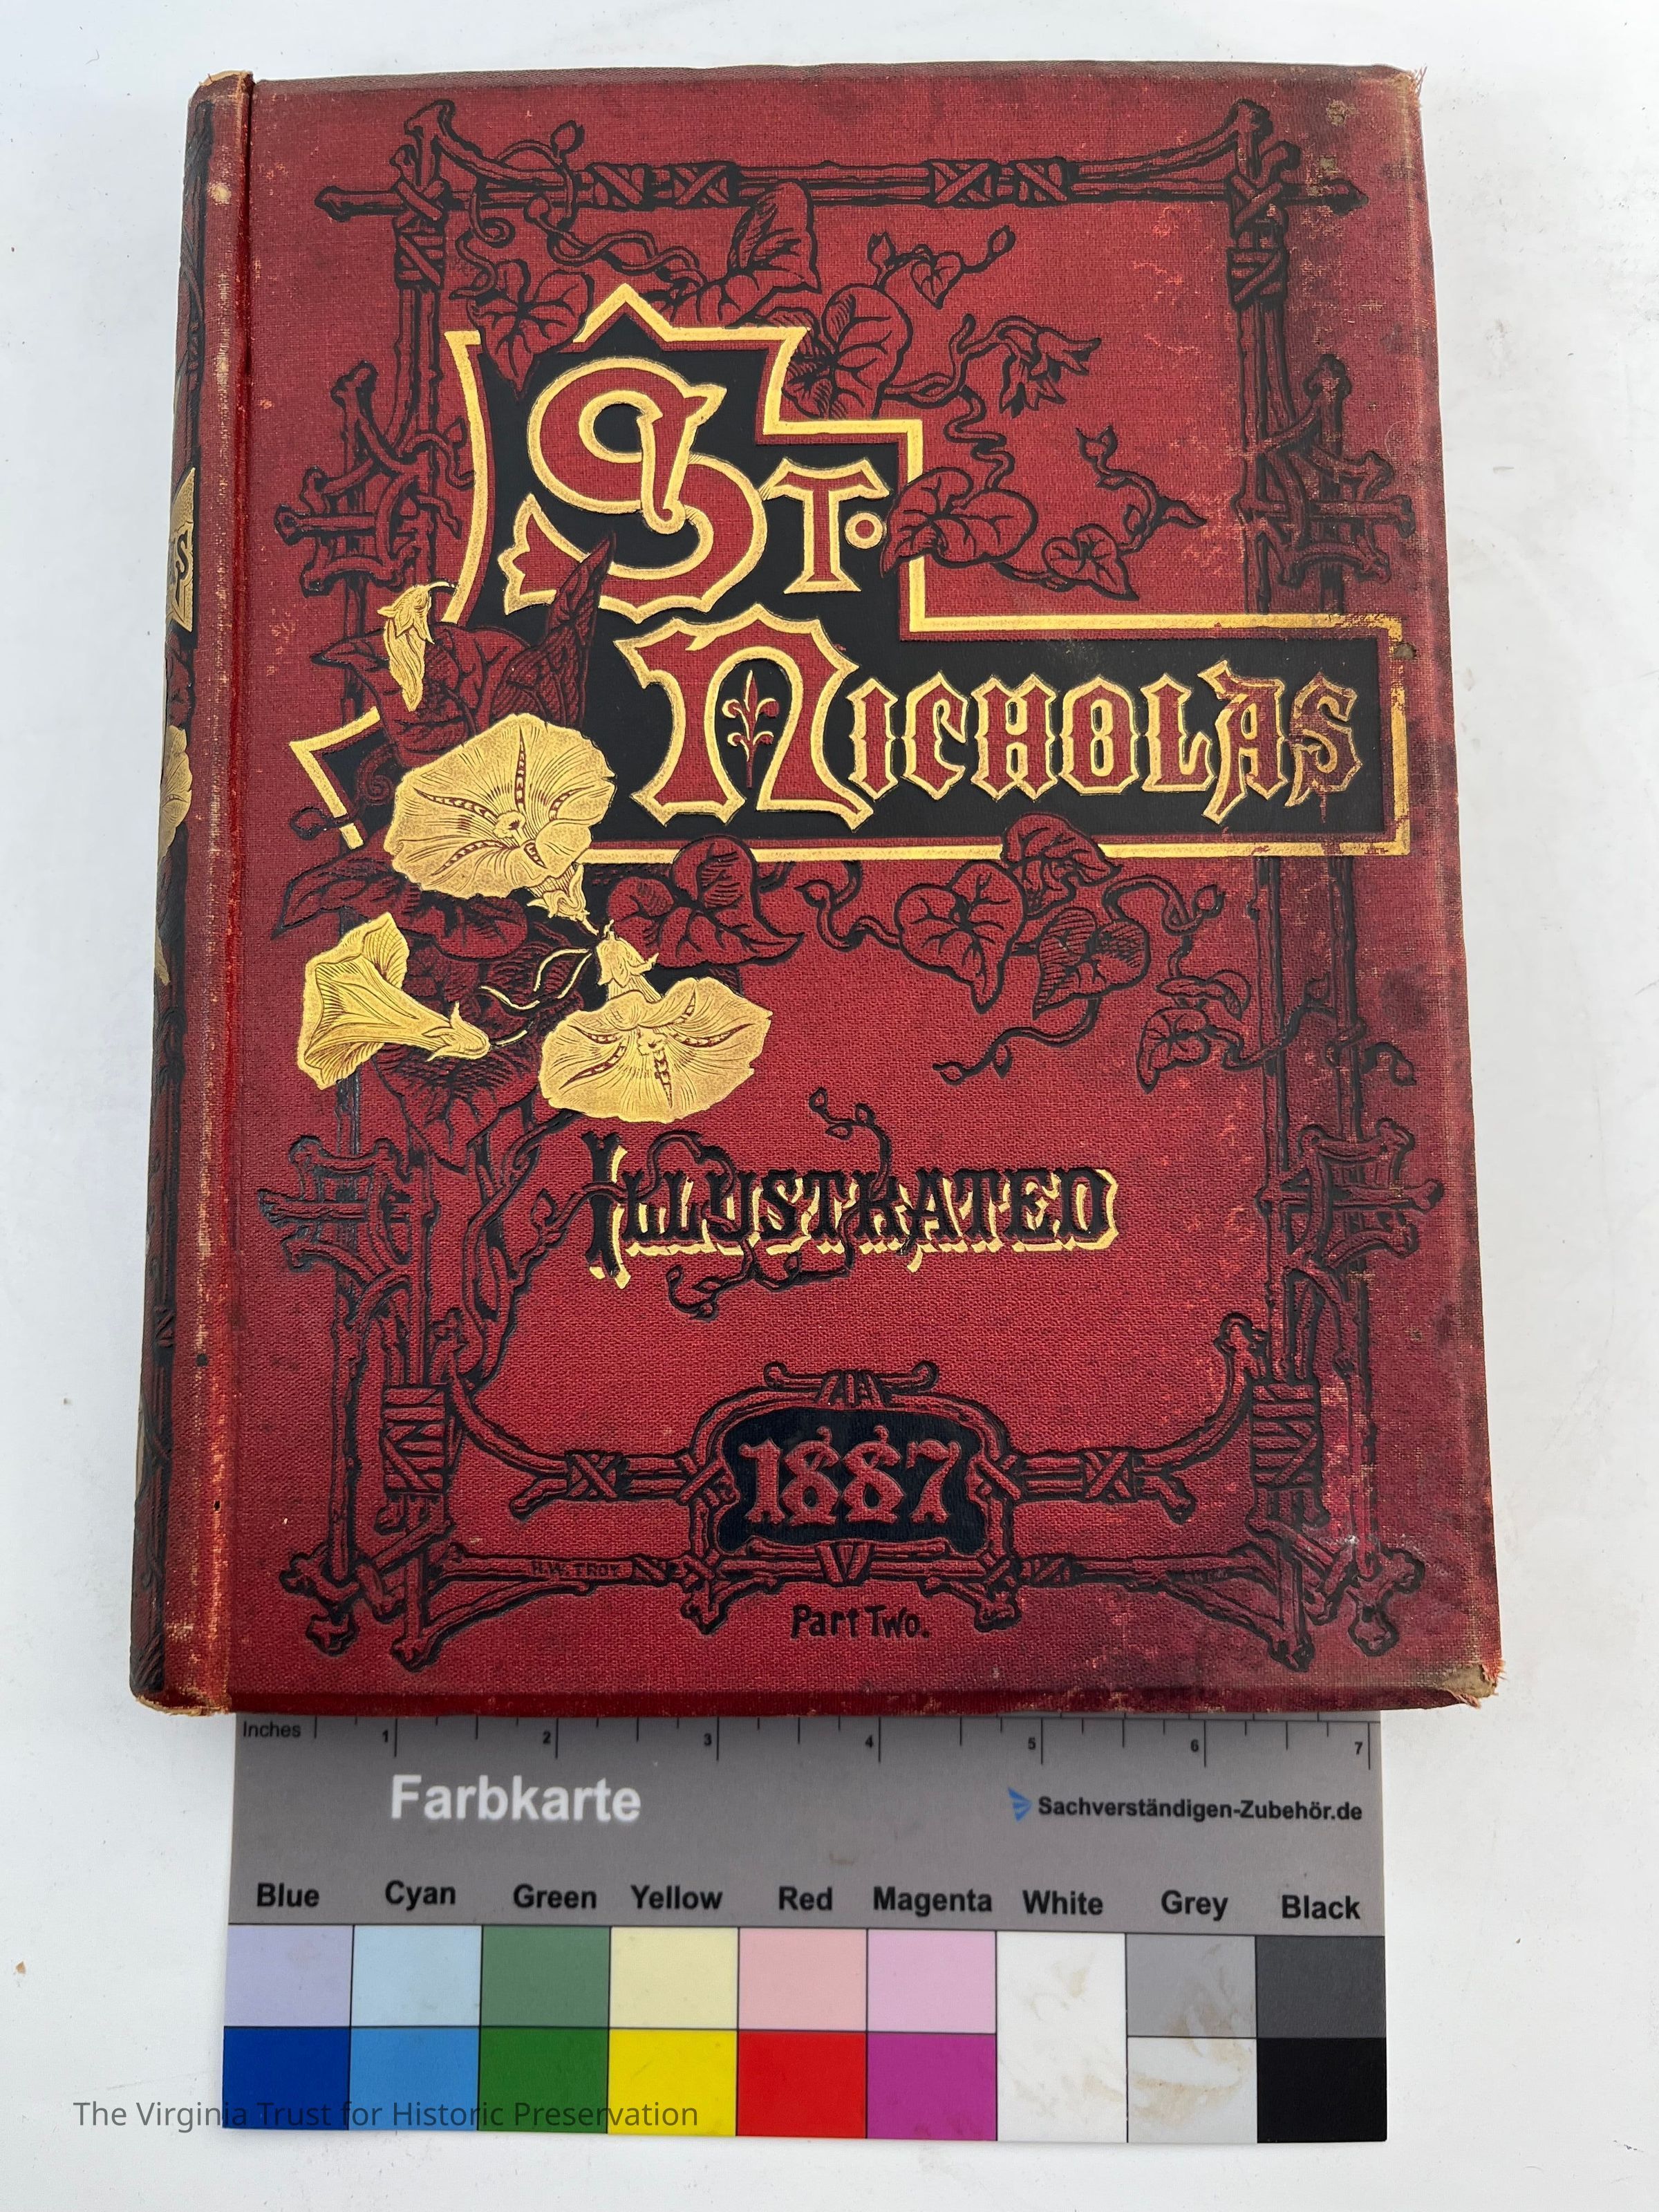 St.
Nicholas
Illustrated
1887
H.W. TROY
Part Two.
Inches 1 2 3 4 5 6 7
Farbkarte
Sachverständigen-Zubehör.de
Blue Cyan Green Yellow Red Magenta White Grey Black
The Virginia Trust for Historic Preservation